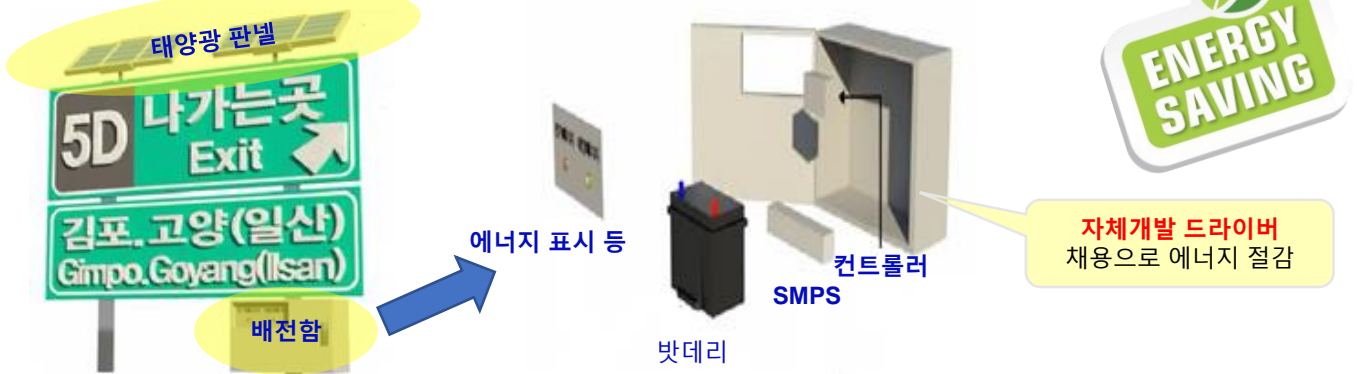 태양광 판넬
5D 나가는곳
Exit
김포.고양(일산)
Gimpo.Goyang(Ilsan)
배전함
에너지 표시 등
밧데리
SMPS
컨트롤러
자체개발 드라이버
채용으로 에너지 절감
ENERGY
SAVING